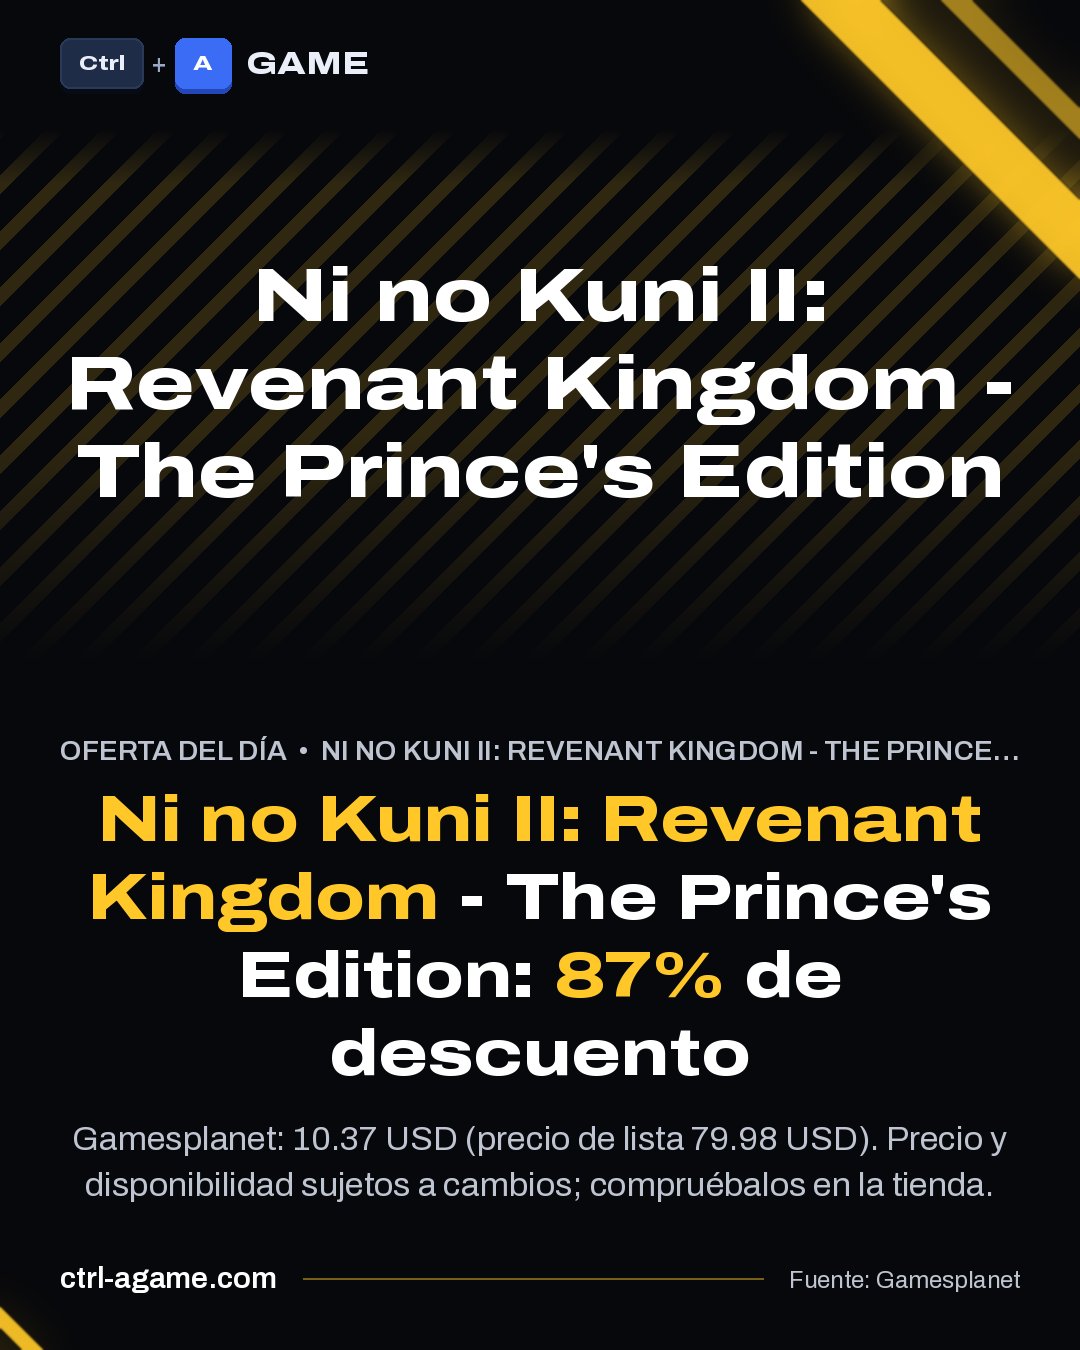 Ctrl + A GAME
Ni no Kuni II:
Revenant Kingdom -
The Prince's Edition
OFERTA DEL DÍA • NI NO KUNI II: REVENANT KINGDOM - THE PRINCE...
Ni no Kuni II: Revenant
Kingdom - The Prince's
Edition: 87% de
descuento
Gamesplanet: 10.37 USD (precio de lista 79.98 USD). Precio y
disponibilidad sujetos a cambios; compruébalos en la tienda.
ctrl-agame.com
Fuente: Gamesplanet